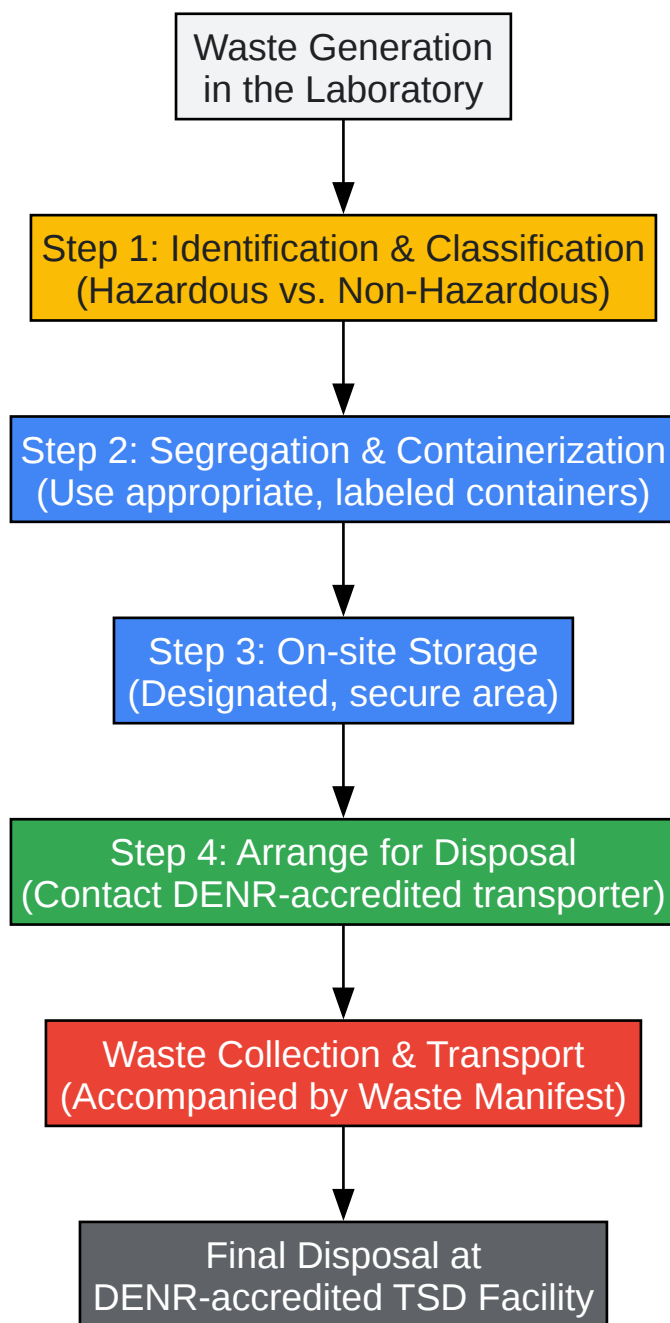 Waste Generation
in the Laboratory
Step 1: Identification & Classification
(Hazardous vs. Non-Hazardous)
Step 2: Segregation & Containerization
(Use appropriate, labeled containers)
Step 3: On-site Storage
(Designated, secure area)
Step 4: Arrange for Disposal
(Contact DENR-accredited transporter)
Waste Collection & Transport
(Accompanied by Waste Manifest)
Final Disposal at
DENR-accredited TSD Facility